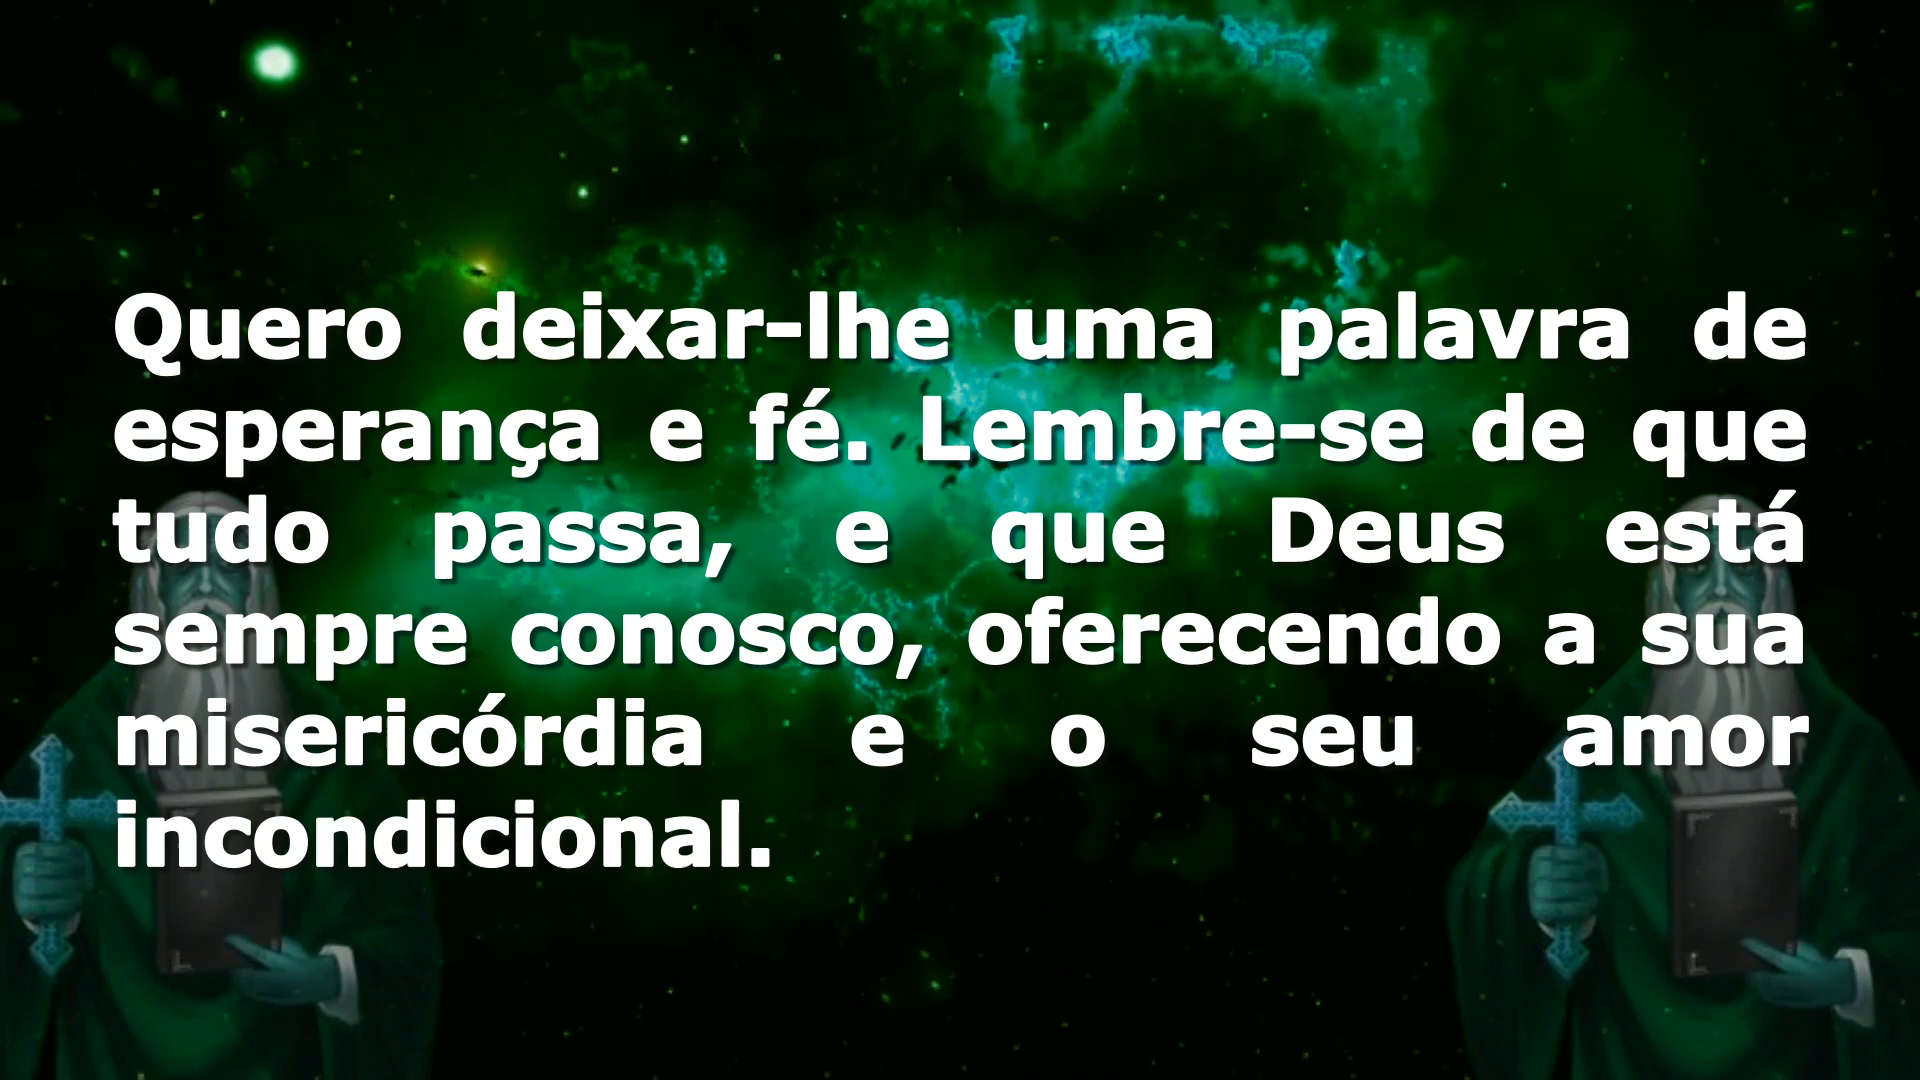 Quero deixar-lhe uma palavra de
esperança e fé. Lembre-se de que
tudo passa, e que Deus está
sempre conosco, oferecendo a sua
misericórdia e o seu amor
incondicional.